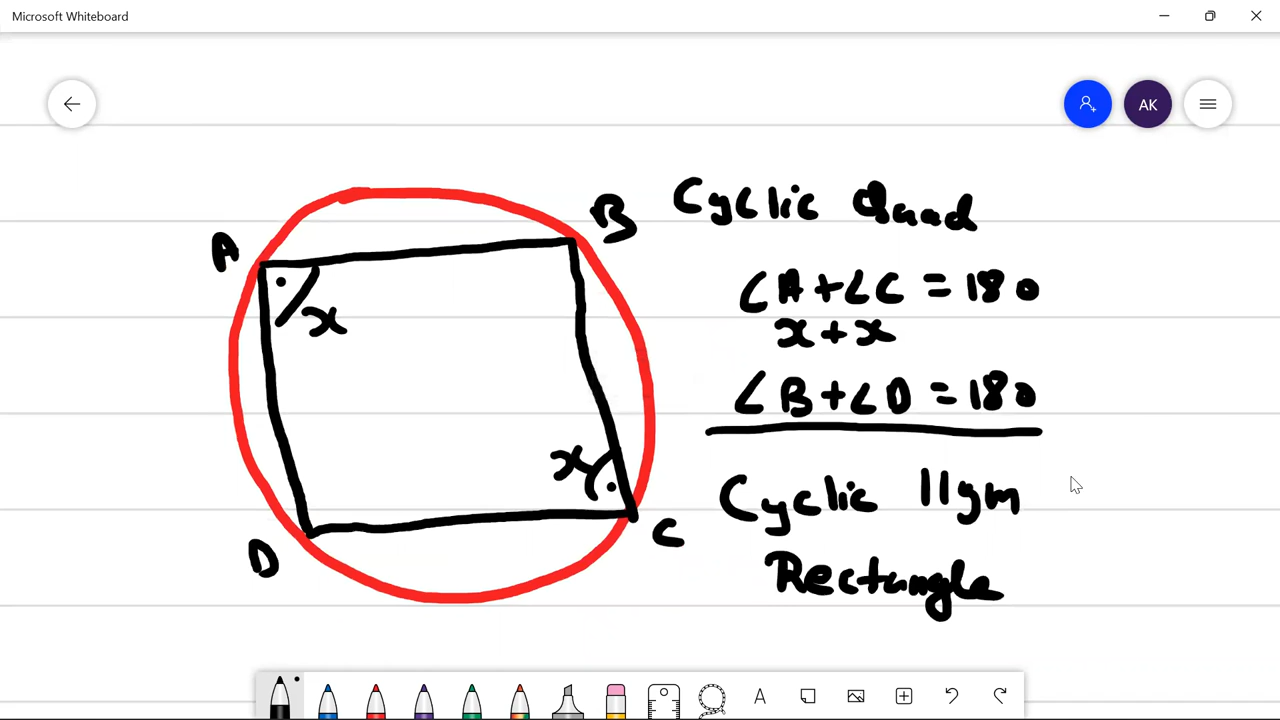 Microsoft Whiteboard
AK
A
B
x
x
D
C
Cyclic Quad
∠A+∠C = 180
x + x
∠B+∠D = 180
Cyclic ||gm
Rectangle
A